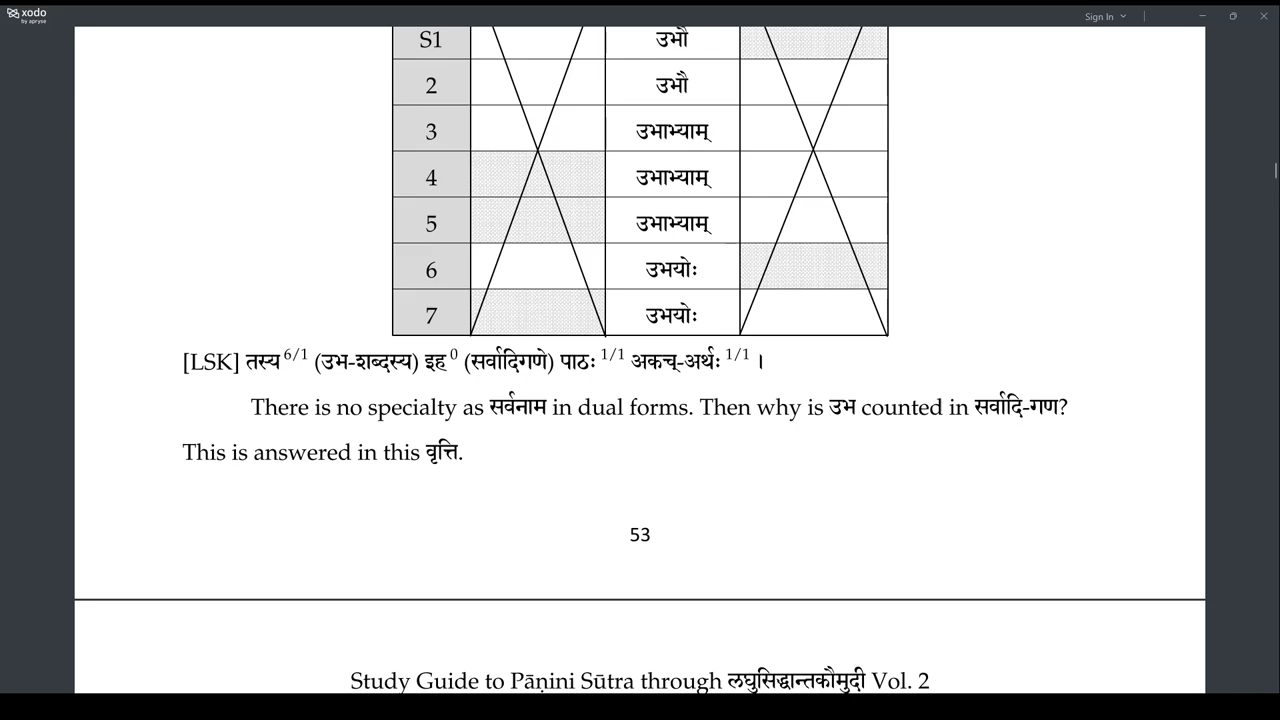 xodo
by apryse
Sign In
S1 उभौ
2 उभौ
3 उभाभ्याम्
4 उभाभ्याम्
5 उभाभ्याम्
6 उभयोः
7 उभयोः
[LSK] तस्य 6/1 (उभ-शब्दस्य) इह 0 (सर्वादिगणे) पाठः 1/1 अकच्-अर्थः 1/1 ।
There is no specialty as सर्वनाम in dual forms. Then why is उभ counted in सर्वादि-गण?
This is answered in this वृत्ति.
53
Study Guide to Pāṇini Sūtra through लघुसिद्धान्तकौमुदी Vol. 2